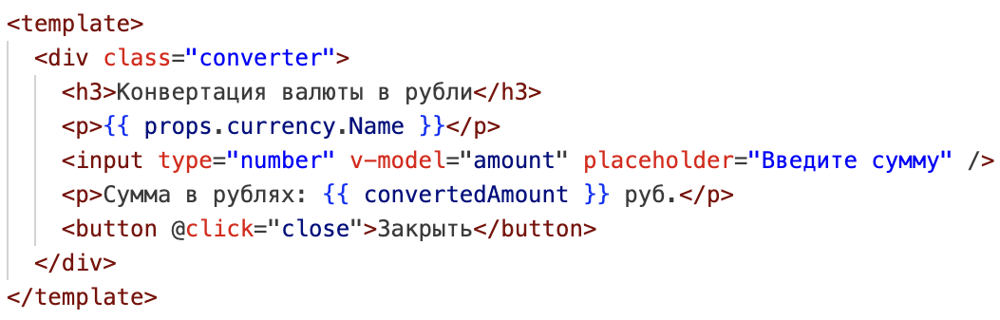 <template>
<div class="converter">
<h3>Конвертация валюты в рубли</h3>
<p>{{ props.currency.Name }}</p>
<input type="number" v-model="amount" placeholder="Введите сумму" />
<p>Сумма в рублях: {{ convertedAmount }} руб.</p>
<button @click="close">Закрыть</button>
</div>
</template>